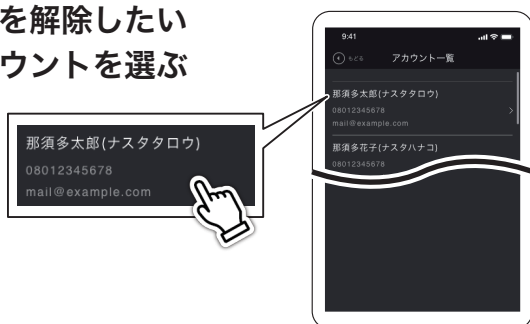 を解除したい
ウントを選ぶ
那須多太郎(ナスタタロウ)
08012345678
mail@example.com
9:41
もどる アカウント一覧
那須多太郎(ナスタタロウ)
08012345678
mail@example.com
那須多花子(ナスタハナコ)
08012345678